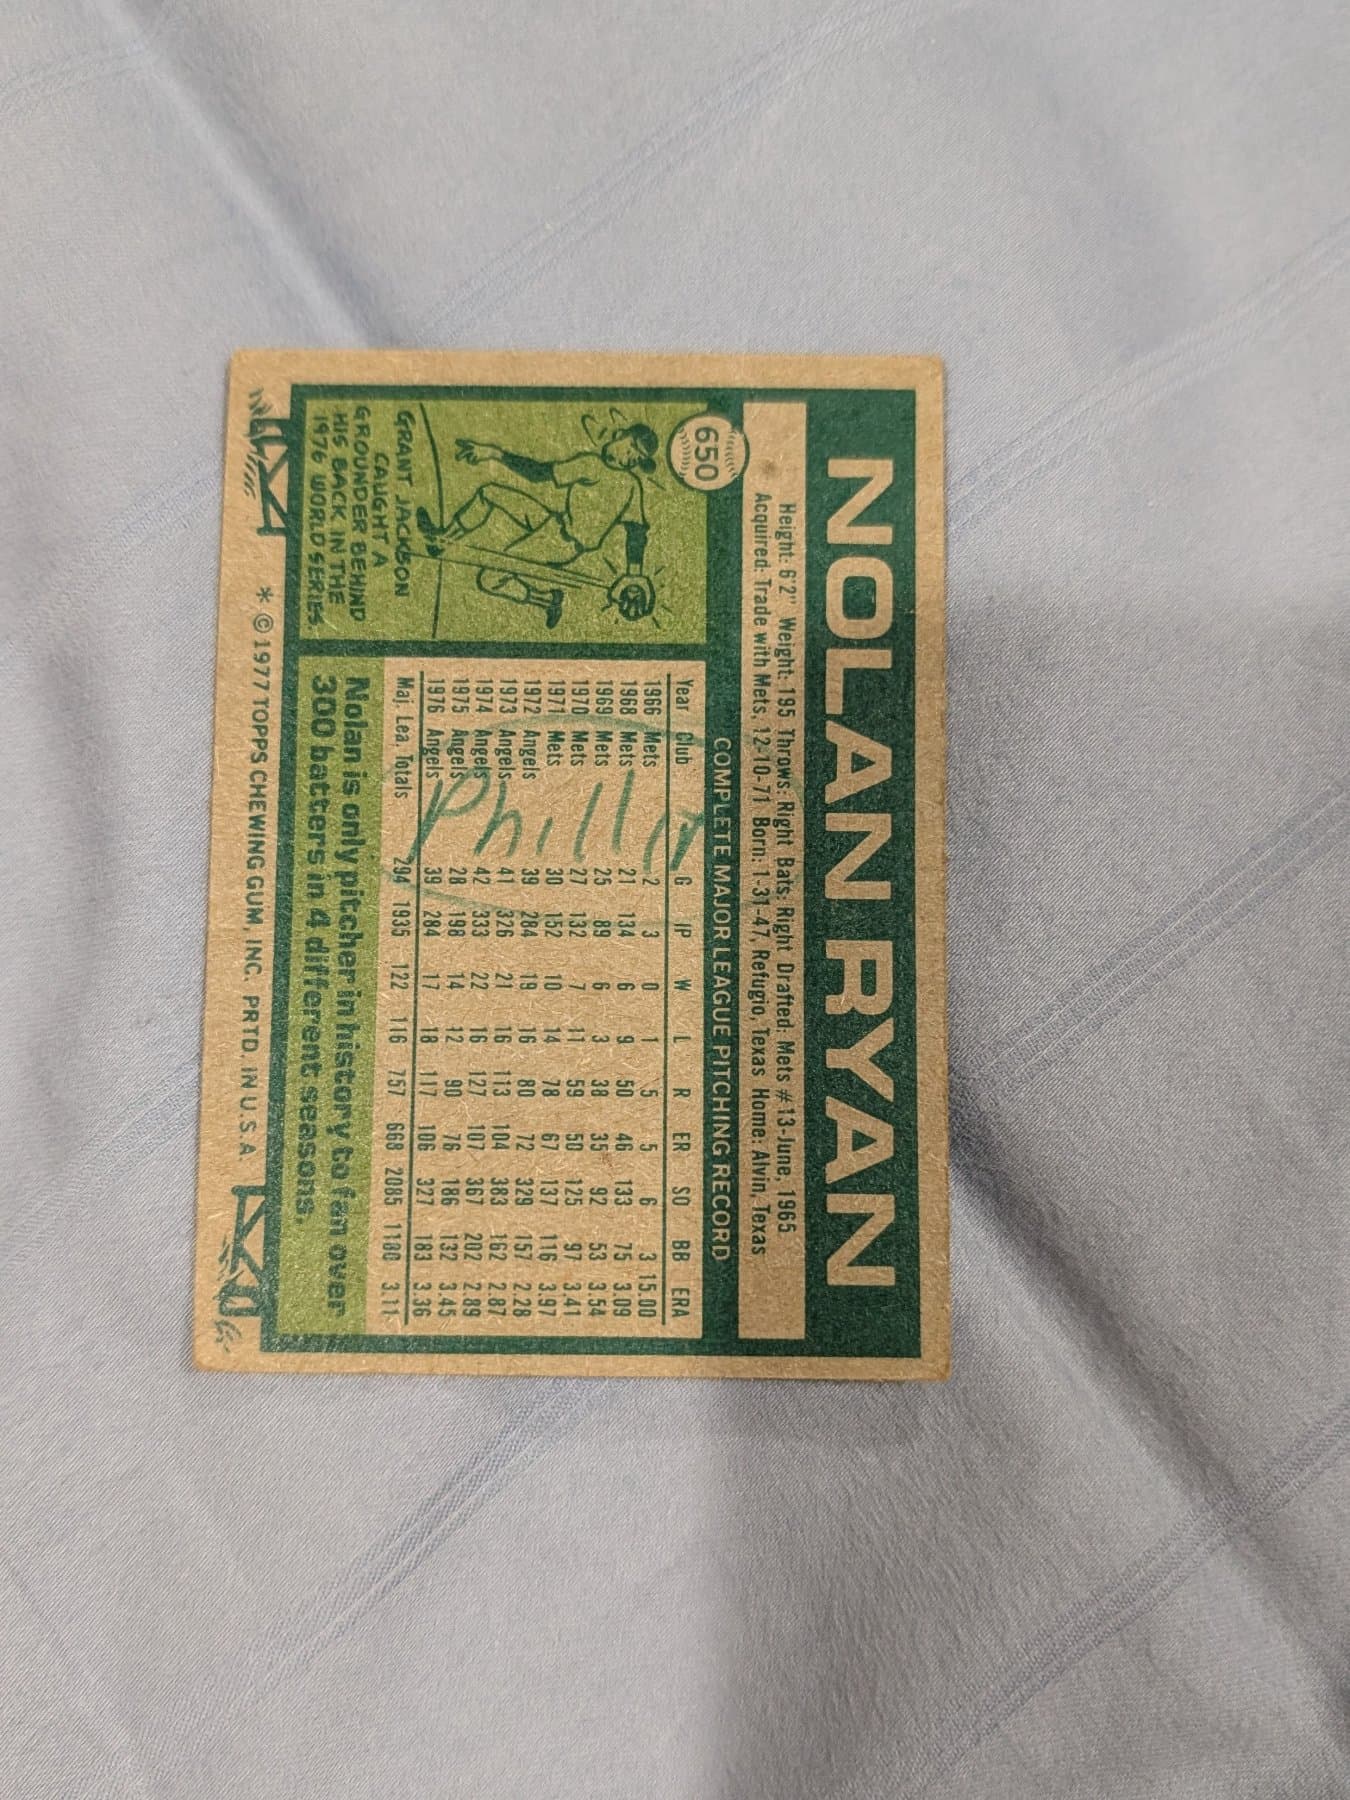 NOLAN RYAN
650
Height: 6'2" Weight: 195 Throws: Right Bats: Right Drafted: Mets #13-June, 1965
Acquired: Trade with Mets, 12-10-71 Born: 1-31-47, Refugio, Texas Home: Alvin, Texas
COMPLETE MAJOR LEAGUE PITCHING RECORD
Year Club G IP W L R ER SO BB ERA
1966 Mets 2 3 0 1 5 5 6 3 15.00
1968 Mets 21 134 6 9 50 46 133 75 3.09
1969 Mets 25 89 6 3 38 35 92 53 3.54
1970 Mets 27 132 7 11 59 50 125 97 3.41
1971 Mets 30 152 10 14 78 67 137 116 3.97
1972 Angels 39 284 19 16 80 72 329 157 2.28
1973 Angels 41 326 21 16 113 104 383 162 2.87
1974 Angels 42 333 22 16 127 107 367 202 2.89
1975 Angels 28 198 14 12 90 76 186 132 3.45
1976 Angels 39 284 17 18 117 106 327 183 3.36
Maj. Lea. Totals 294 1935 122 116 757 668 2085 1180 3.11
GRANT JACKSON
CAUGHT A
GROUNDER BEHIND
HIS BACK IN THE
1976 WORLD SERIES.
Nolan is only pitcher in history to fan over
300 batters in 4 different seasons.
* © 1977 TOPPS CHEWING GUM, INC. PRTD. IN U.S.A.